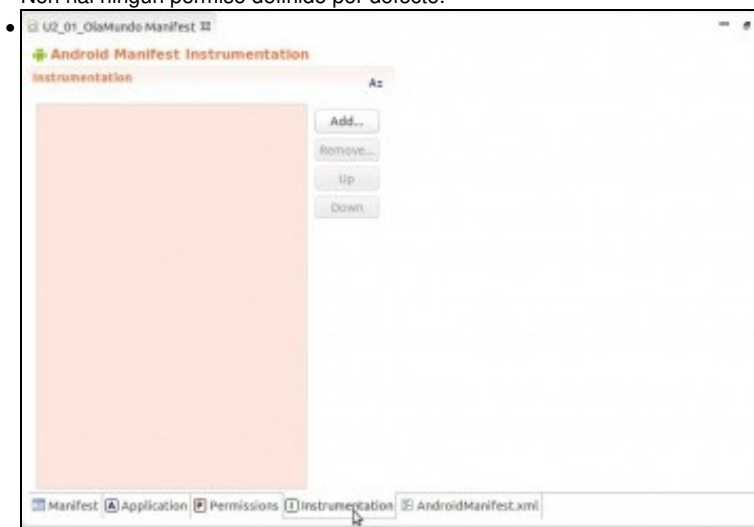 Non hai ningún permiso definido por defecto.
U2_01_OlaMundo Manifest
Android Manifest Instrumentation
Instrumentation
Az
Add...
Remove...
Up
Down
Manifest A Application P Permissions I Instrumentation AndroidManifest.xml